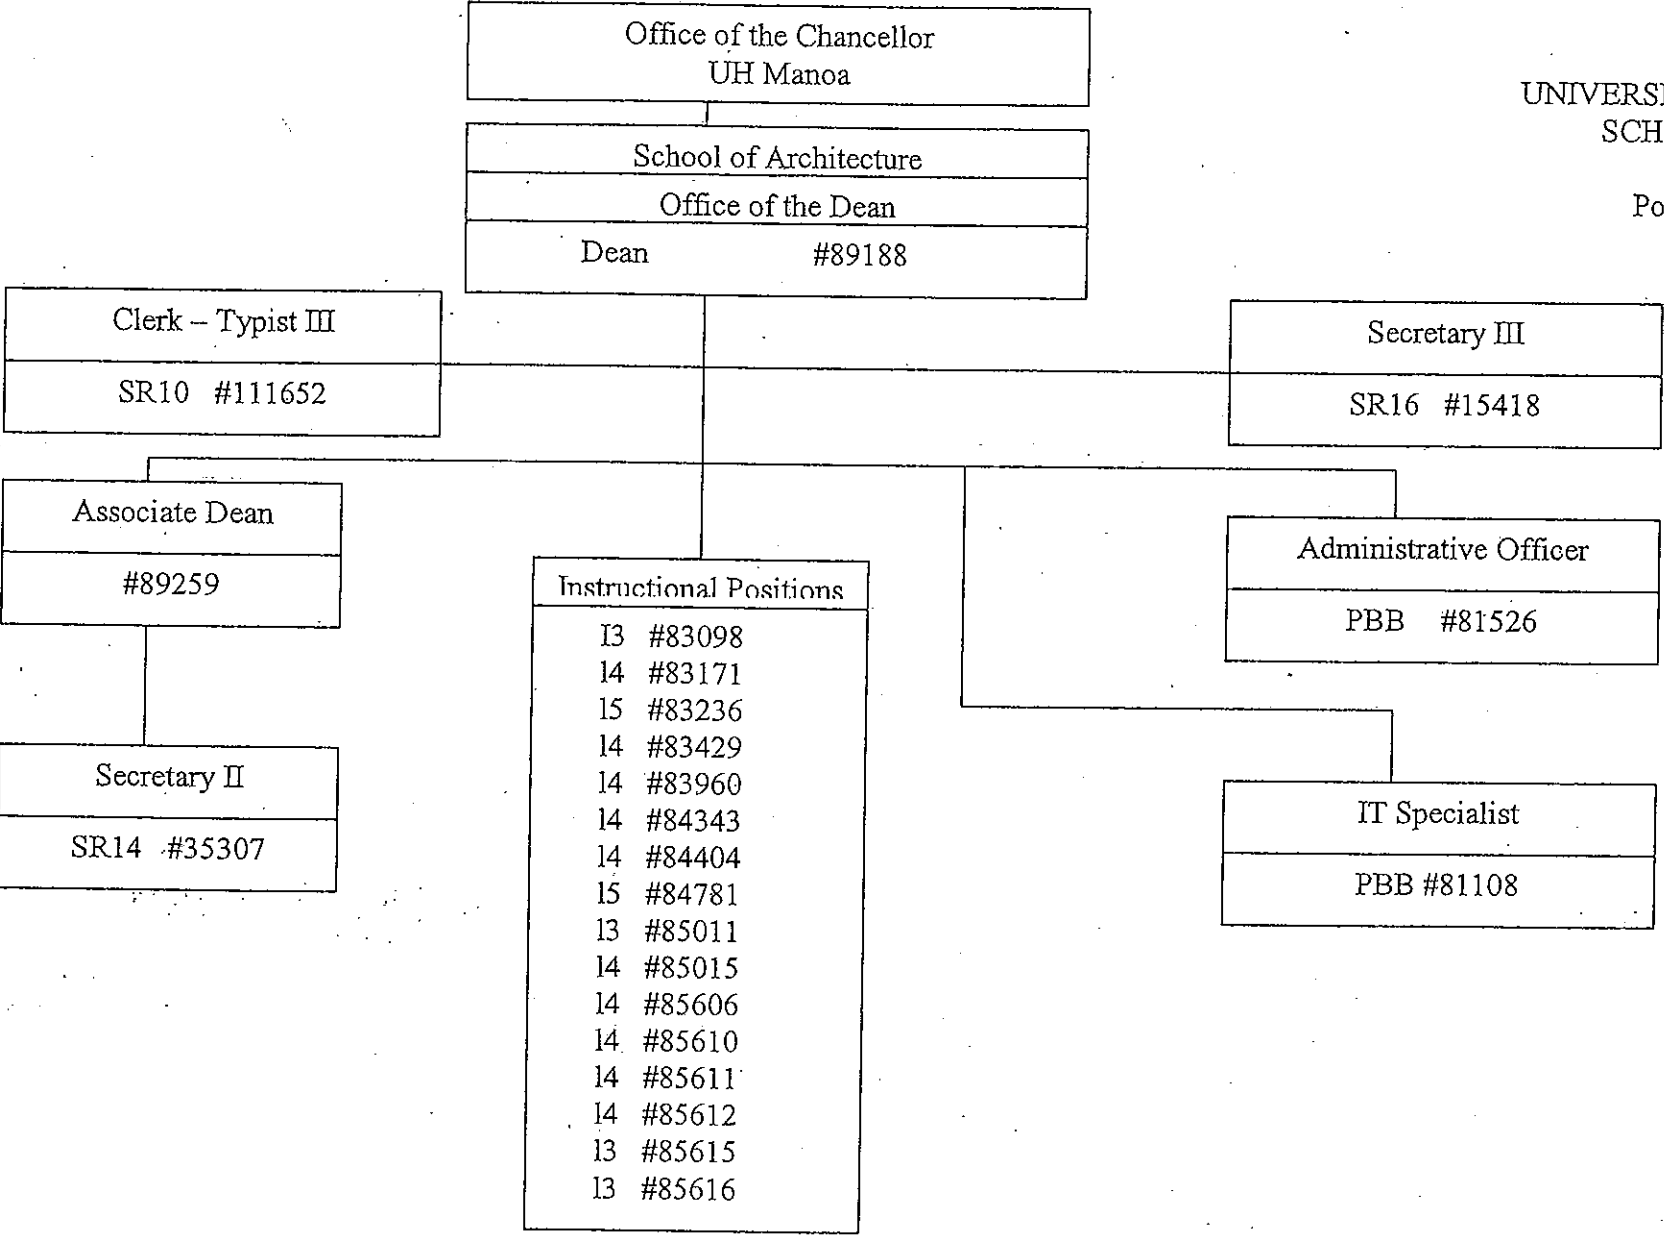 Office of the Chancellor
UH Manoa
UNIVERSI
SCH
Po
School of Architecture
Office of the Dean
Dean #89188
Clerk – Typist III
SR10 #111652
Secretary III
SR16 #15418
Associate Dean
#89259
Administrative Officer
PBB #81526
Instructional Positions
I3 #83098
I4 #83171
I5 #83236
I4 #83429
I4 #83960
I4 #84343
I4 #84404
I5 #84781
I3 #85011
I4 #85015
I4 #85606
I4 #85610
I4 #85611
I4 #85612
I3 #85615
I3 #85616
Secretary II
SR14 #35307
IT Specialist
PBB #81108